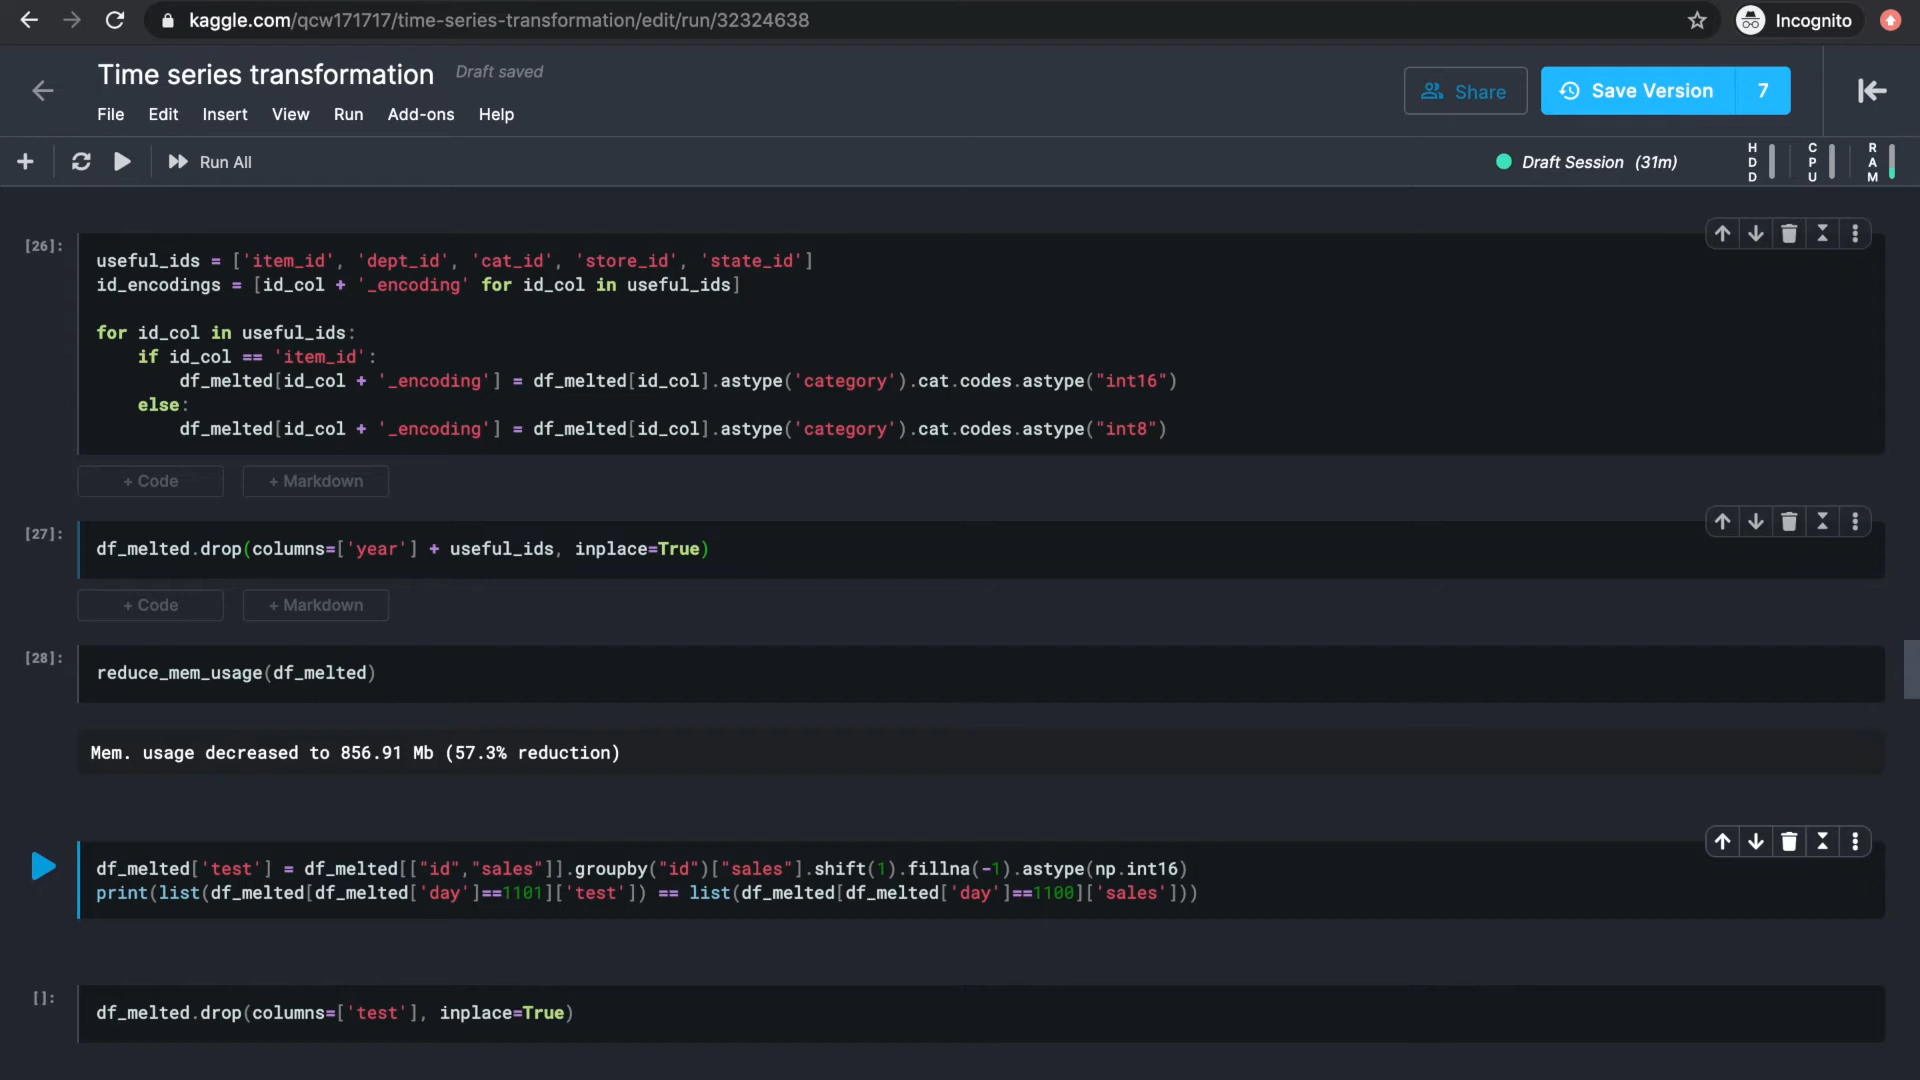 kaggle.com/qcw171717/time-series-transformation/edit/run/32324638
Incognito
Time series transformation
Draft saved
File Edit Insert View Run Add-ons Help
Share
Save Version 7
Run All
Draft Session (31m)
HDD
CPU
RAM
[26]:
useful_ids = ['item_id', 'dept_id', 'cat_id', 'store_id', 'state_id']
id_encodings = [id_col + '_encoding' for id_col in useful_ids]
for id_col in useful_ids:
    if id_col == 'item_id':
        df_melted[id_col + '_encoding'] = df_melted[id_col].astype('category').cat.codes.astype("int16")
    else:
        df_melted[id_col + '_encoding'] = df_melted[id_col].astype('category').cat.codes.astype("int8")
+ Code + Markdown
[27]:
df_melted.drop(columns=['year'] + useful_ids, inplace=True)
+ Code + Markdown
[28]:
reduce_mem_usage(df_melted)
Mem. usage decreased to 856.91 Mb (57.3% reduction)
df_melted['test'] = df_melted[["id","sales"]].groupby("id")["sales"].shift(1).fillna(-1).astype(np.int16)
print(list(df_melted[df_melted['day']==1101]['test']) == list(df_melted[df_melted['day']==1100]['sales']))
[]:
df_melted.drop(columns=['test'], inplace=True)